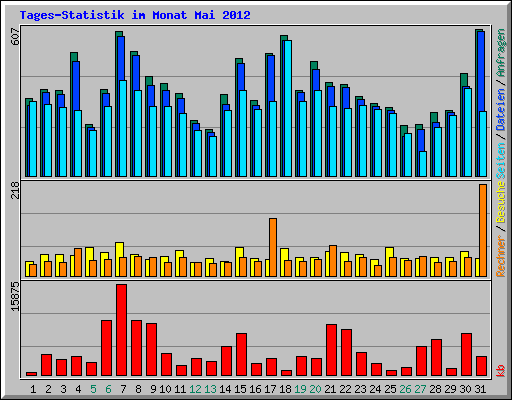 Tages-Statistik im Monat Mai 2012
607
218
15875
Anfragen
Dateien /
Seiten /
Rechner / Besuche
kb
1 2 3 4 5 6 7 8 9 10 11 12 13 14 15 16 17 18 19 20 21 22 23 24 25 26 27 28 29 30 31